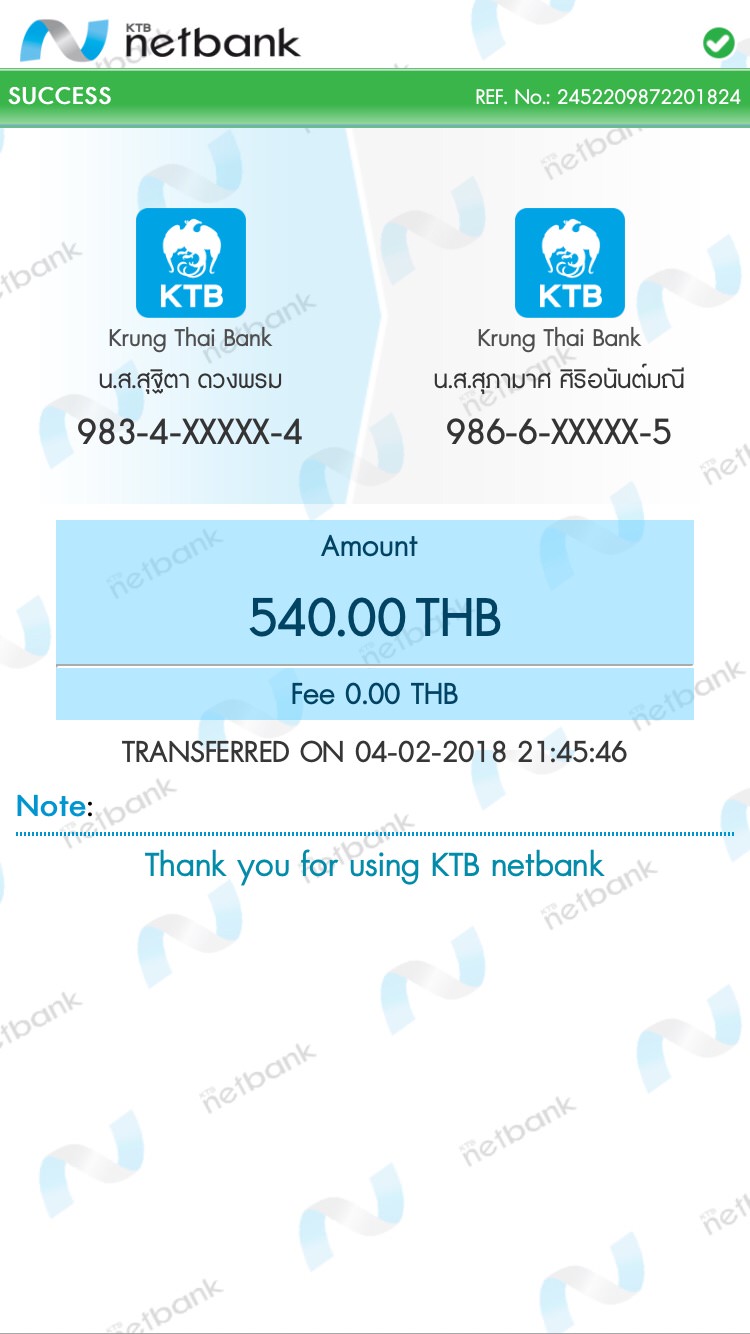 KTB
netbank
SUCCESS
REF. No.: 2452209872201824
KTB
Krung Thai Bank
น.ส.สุฐิตา ดวงพรม
983-4-XXXXX-4
KTB
Krung Thai Bank
น.ส.สุภามาศ ศิริอนันต์มณี
986-6-XXXXX-5
Amount
540.00 THB
Fee 0.00 THB
TRANSFERRED ON 04-02-2018 21:45:46
Note:
Thank you for using KTB netbank